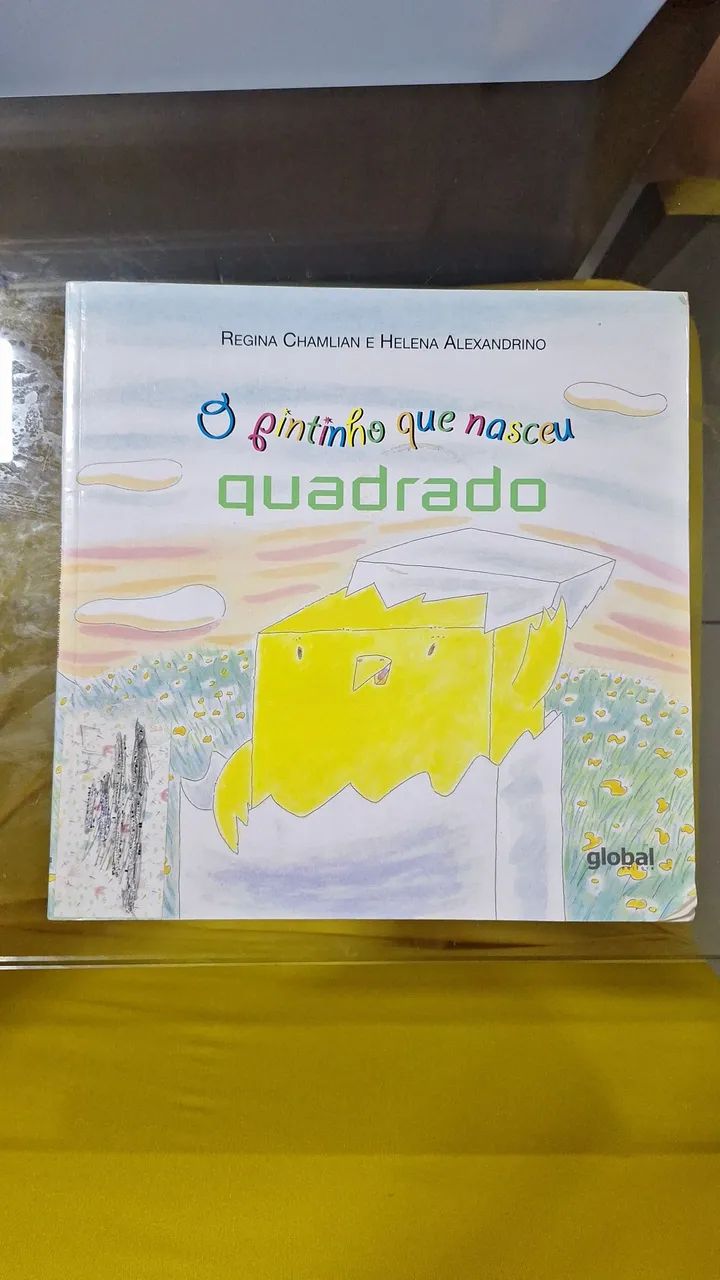 REGINA CHAMLIAN E HELENA ALEXANDRINO
O pintinho que nasceu
quadrado
global